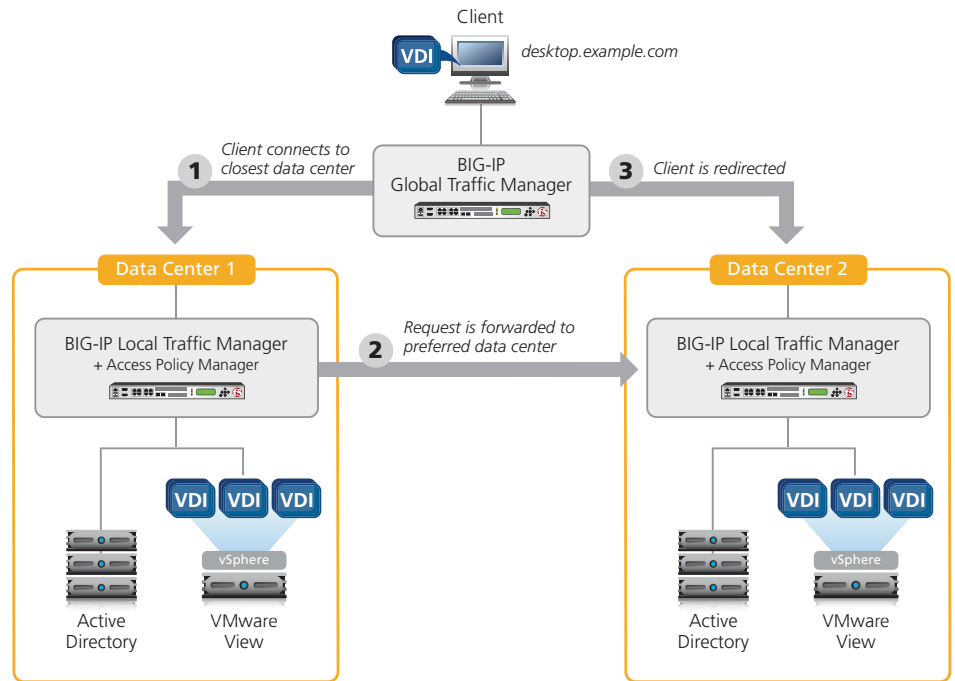 Client
VDI
desktop.example.com
1
Client connects to
closest data center
BIG-IP
Global Traffic Manager
3
Client is redirected
Data Center 1
BIG-IP Local Traffic Manager
+ Access Policy Manager
2
Request is forwarded to
preferred data center
Data Center 2
BIG-IP Local Traffic Manager
+ Access Policy Manager
VDI VDI VDI
vSphere
Active
Directory
VMware
View
VDI VDI VDI
vSphere
Active
Directory
VMware
View